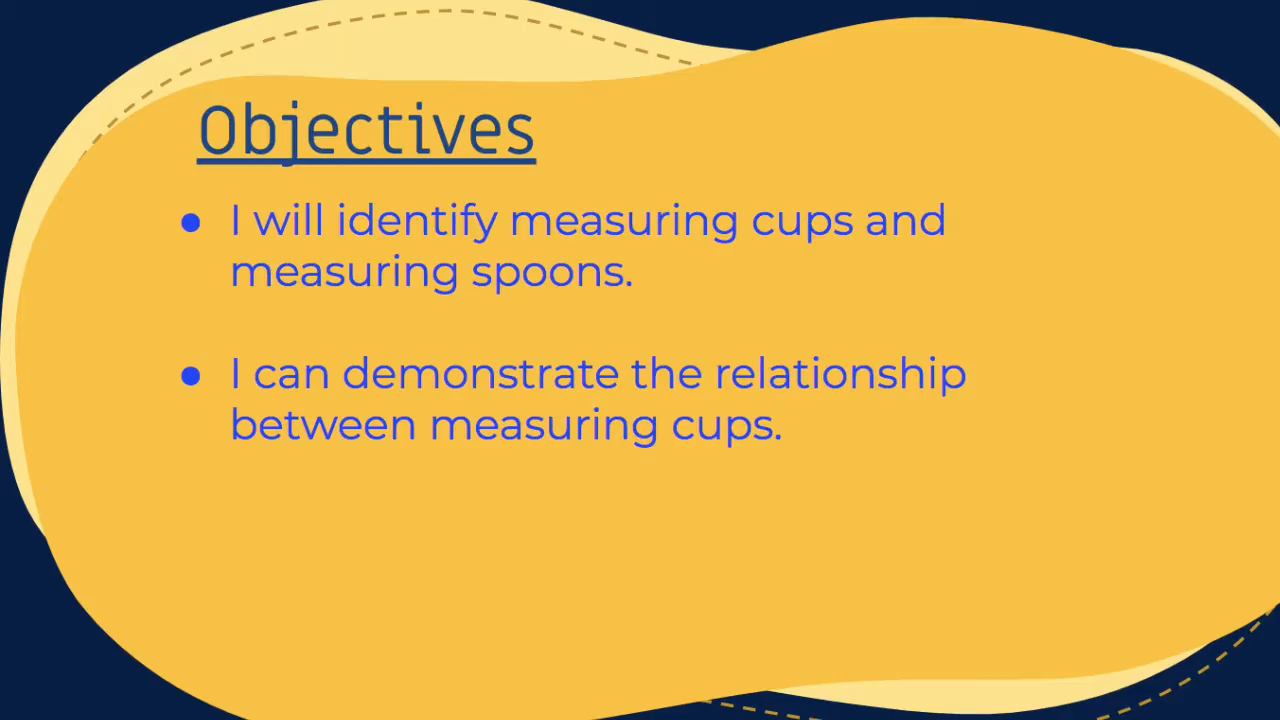 Objectives
● I will identify measuring cups and
measuring spoons.
● I can demonstrate the relationship
between measuring cups.